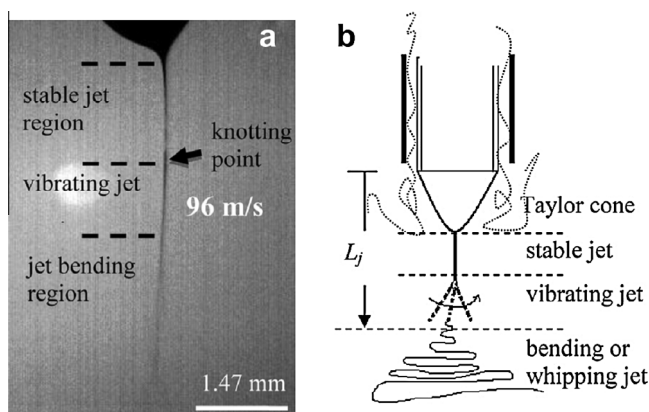 a
stable jet
region
knotting
point
vibrating jet
96 m/s
jet bending
region
1.47 mm
b
Taylor cone
Lj
stable jet
vibrating jet
bending or
whipping jet